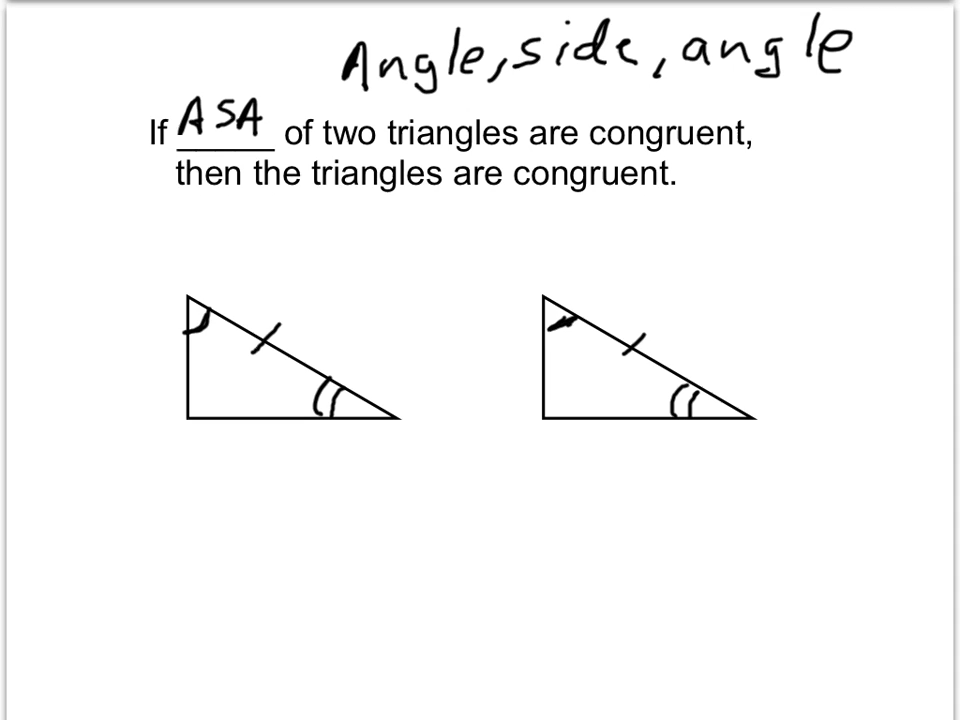 Angle, side, angle
If ASA of two triangles are congruent,
then the triangles are congruent.